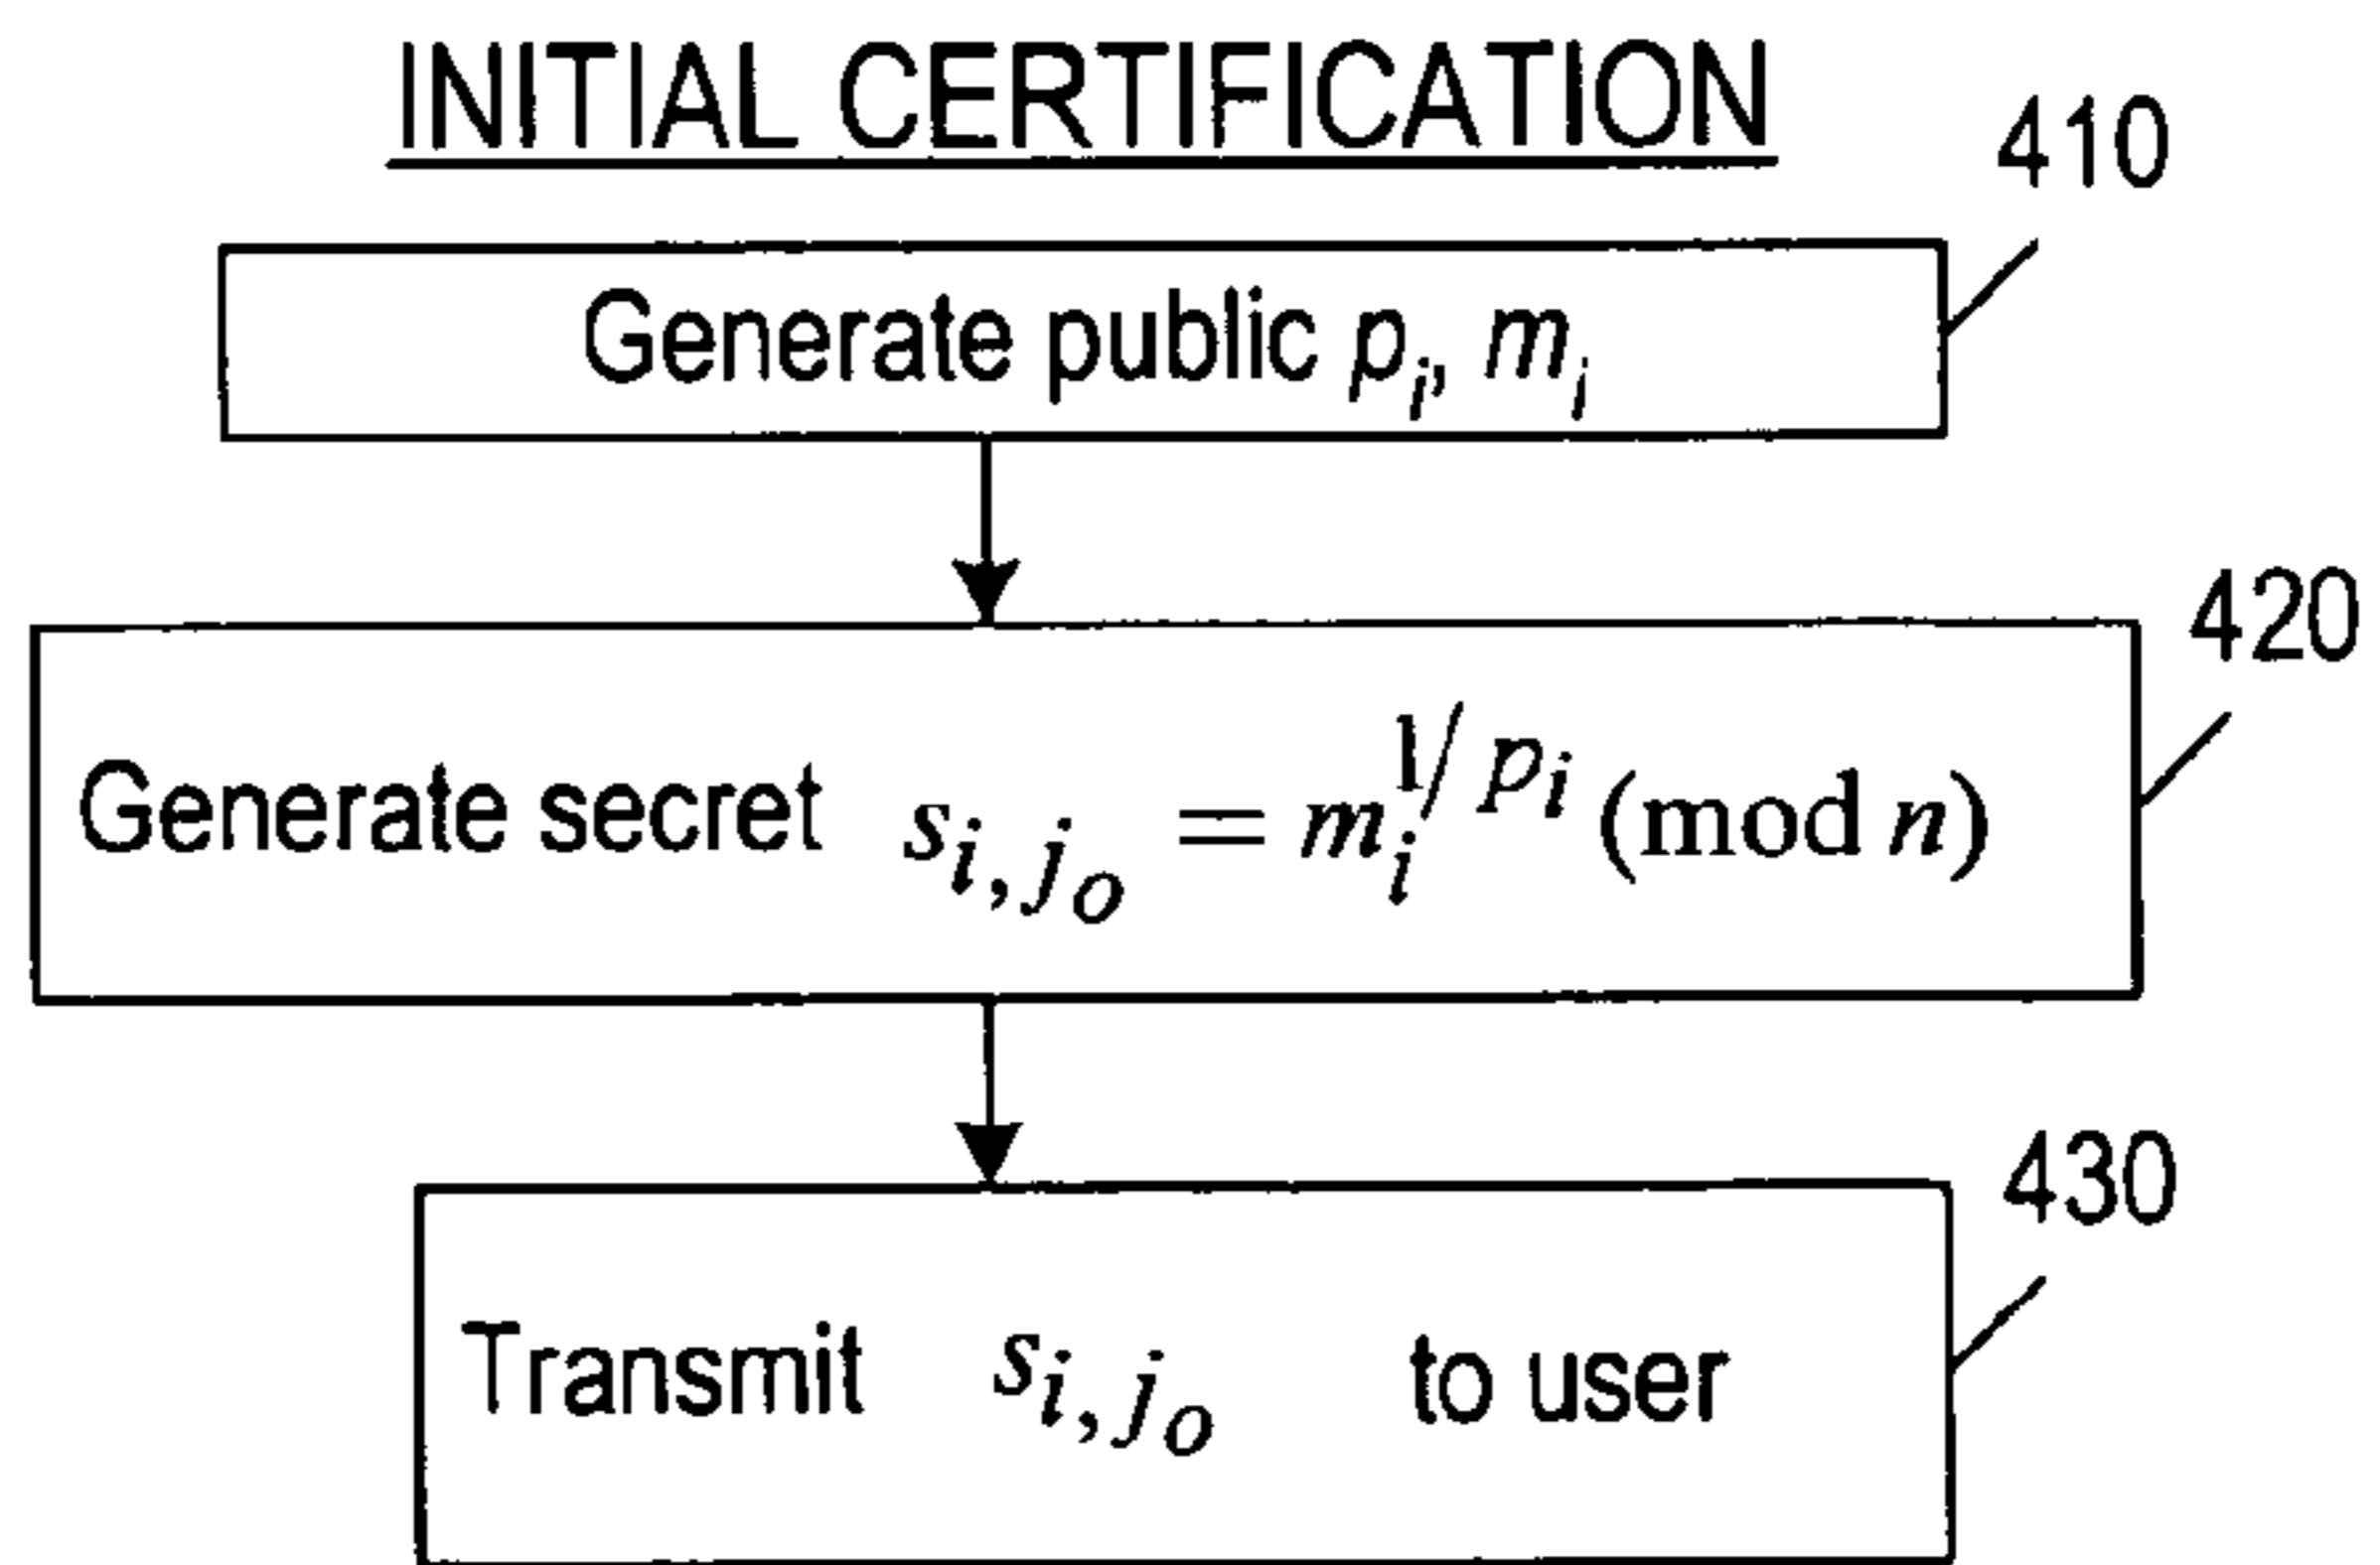 INITIAL CERTIFICATION
410
Generate public p_i, m_i
420
Generate secret s_{i,j_o} = m_i^{1/p_i} (mod n)
430
Transmit s_{i,j_o} to user